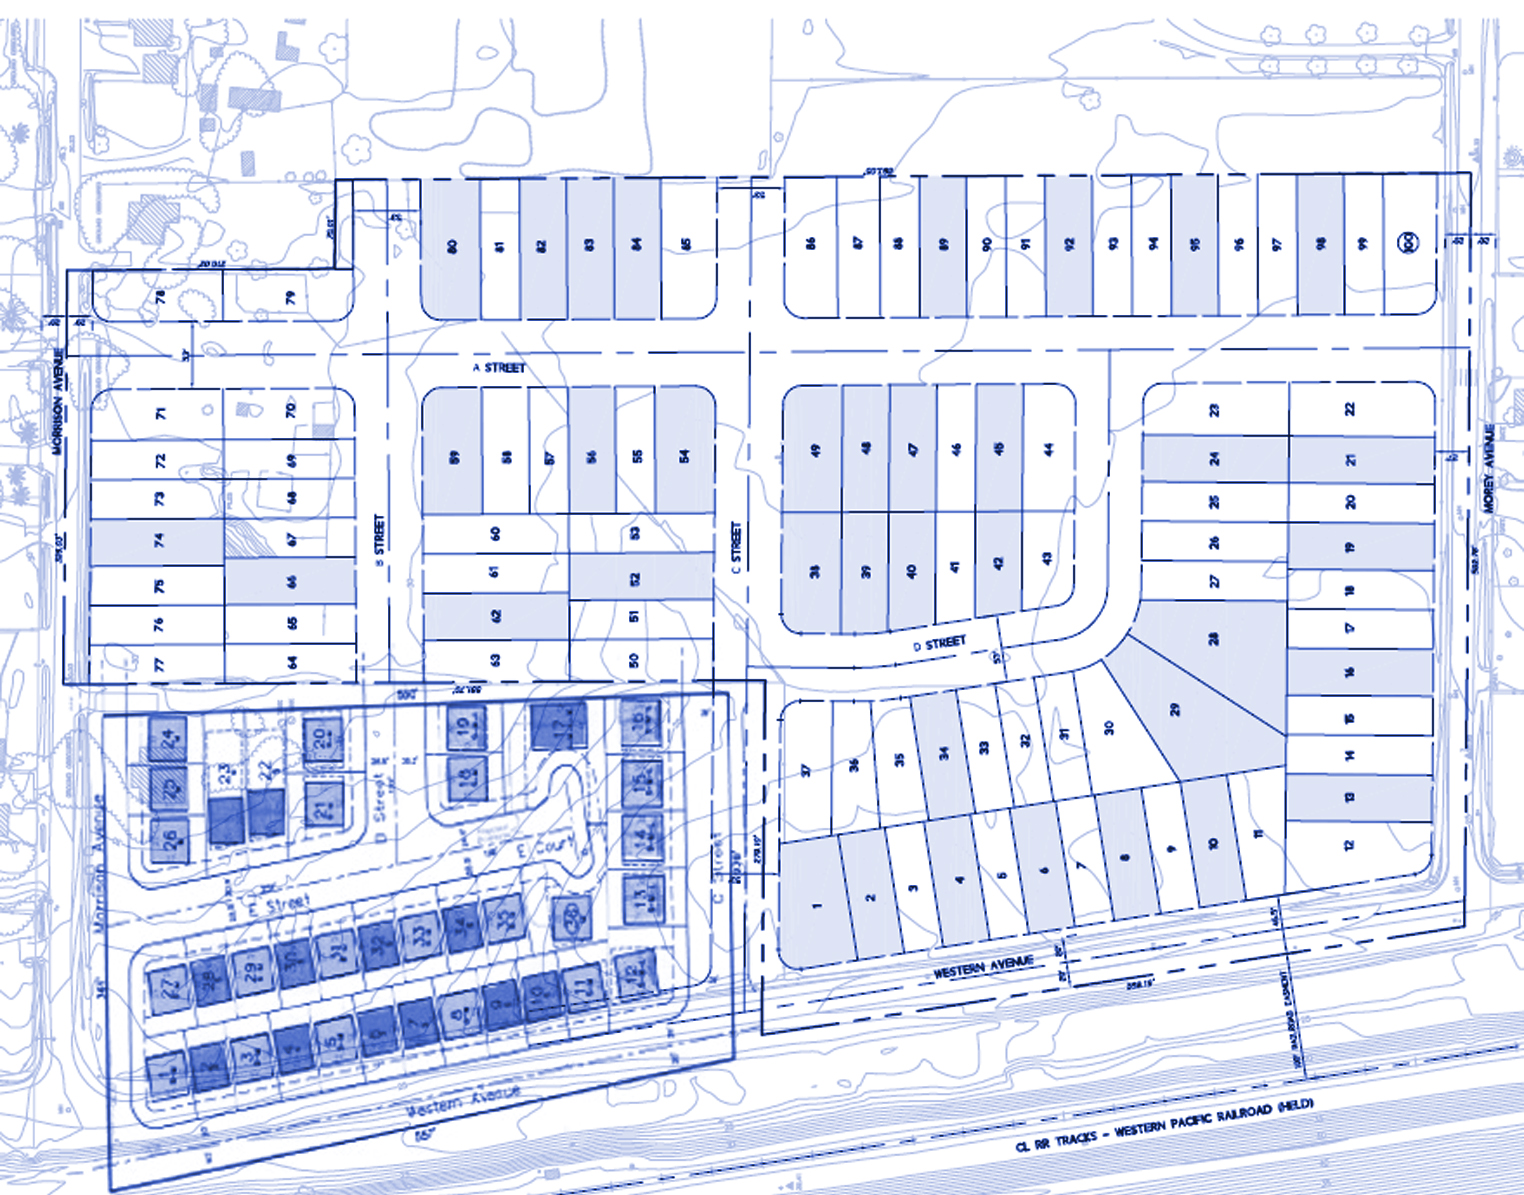 80 81 82 83 84 85 86 87 88 89 90 91 92 93 94 95 96 97 98 99 100
78 79
A STREET
MORRISON AVENUE
71 70
72 69
73 68
74 67
75 66
76 65
77 64
B STREET
59 58 57 56 55 54
60 53
61 52
62 51
63 50
C STREET
49 48 47 46 45 44
38 39 40 41 42 43
D STREET
23 22
24 21
25 20
26 19
27 18
28 17
29 16
15
14
13
12
MOREY AVENUE
37 36 35 34 33 32 31 30
1 2 3 4 5 6 7 8 9 10 11
WESTERN AVENUE
100' RAILROAD EASMENT
CL RR TRACKS - WESTERN PACIFIC RAILROAD (HELD)
24 23 22 20
25 21
26
19 17 16
18 15
14
13
D Street
E Court
E Street
C Street
Morrison Avenue
27 28 29 30 31 32 33 34 35 36
1 2 3 4 5 6 7 8 9 10 11 12
Western Avenue